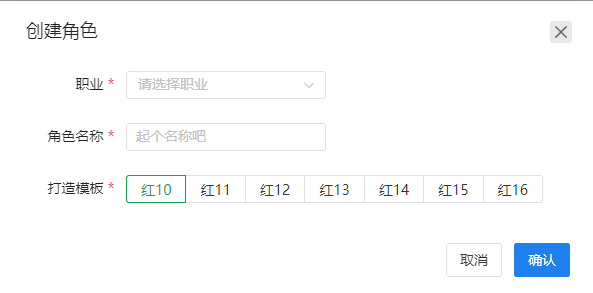 创建角色
职业 *
请选择职业
角色名称 *
起个名称吧
打造模板 *
红10 红11 红12 红13 红14 红15 红16
取消 确认